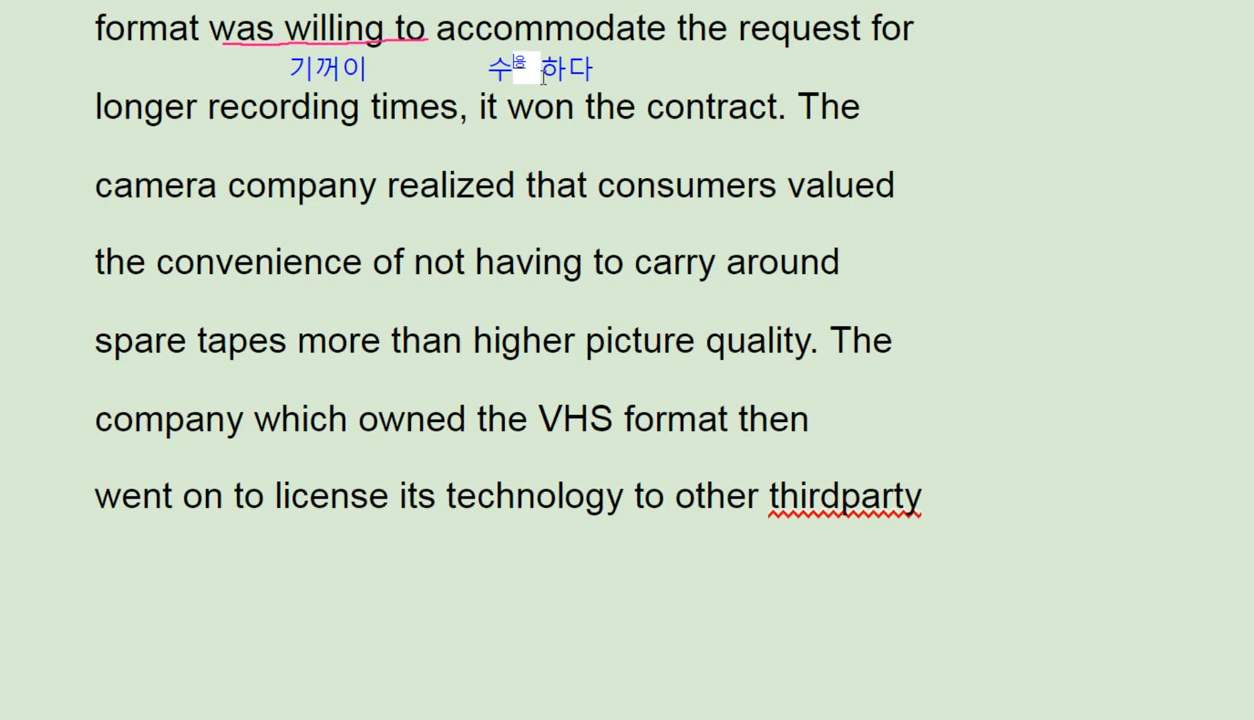 format was willing to accommodate the request for
기꺼이 수용하다
longer recording times, it won the contract. The
camera company realized that consumers valued
the convenience of not having to carry around
spare tapes more than higher picture quality. The
company which owned the VHS format then
went on to license its technology to other thirdparty